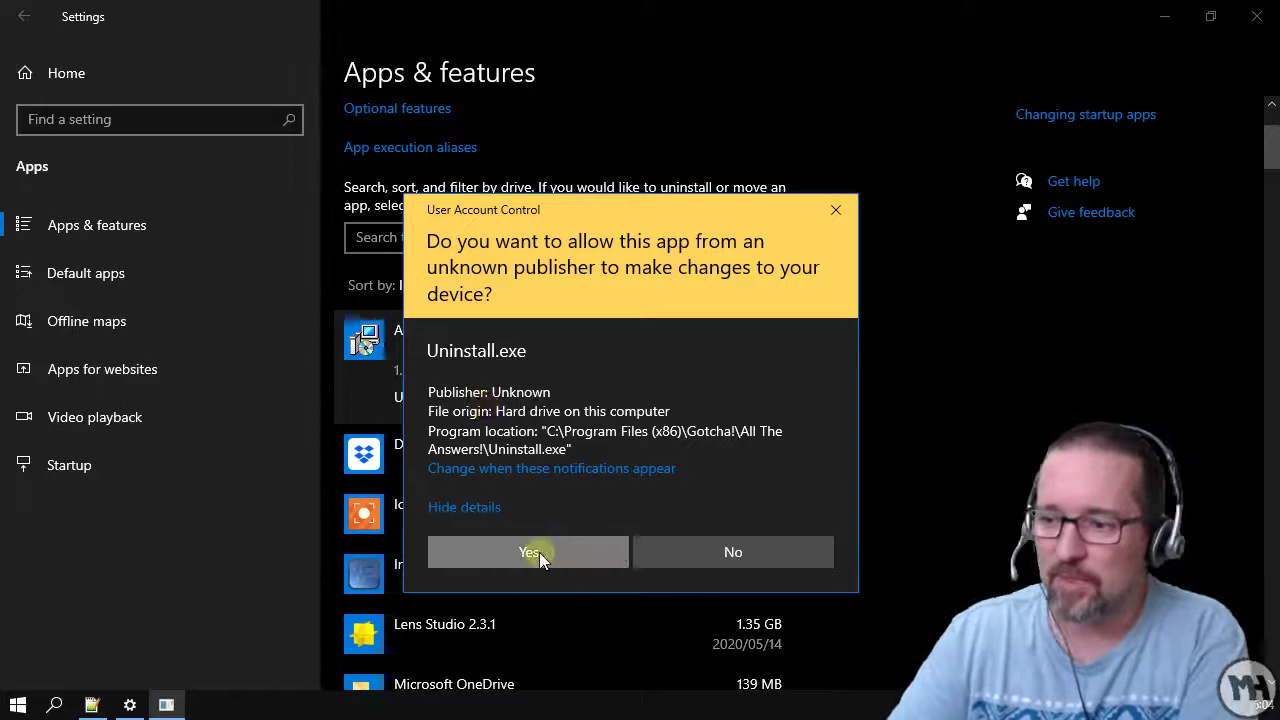 Settings
Home
Find a setting
Apps
Apps & features
Default apps
Offline maps
Apps for websites
Video playback
Startup
Apps & features
Optional features
App execution aliases
Search, sort, and filter by drive. If you would like to uninstall or move an
app, selec
Search t
Sort by:
A
1.
U
D
Ic
In
Lens Studio 2.3.1
1.35 GB
2020/05/14
Microsoft OneDrive
139 MB
Changing startup apps
Get help
Give feedback
User Account Control
Do you want to allow this app from an
unknown publisher to make changes to your
device?
Uninstall.exe
Publisher: Unknown
File origin: Hard drive on this computer
Program location: "C:\Program Files (x86)\Gotcha!\All The
Answers!\Uninstall.exe"
Change when these notifications appear
Hide details
Yes
No
MH